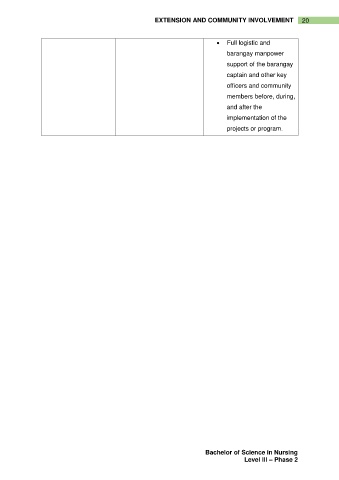 EXTENSION AND COMMUNITY INVOLVEMENT 20
• Full logistic and
barangay manpower
support of the barangay
captain and other key
officers and community
members before, during,
and after the
implementation of the
projects or program.
Bachelor of Science in Nursing
Level III – Phase 2